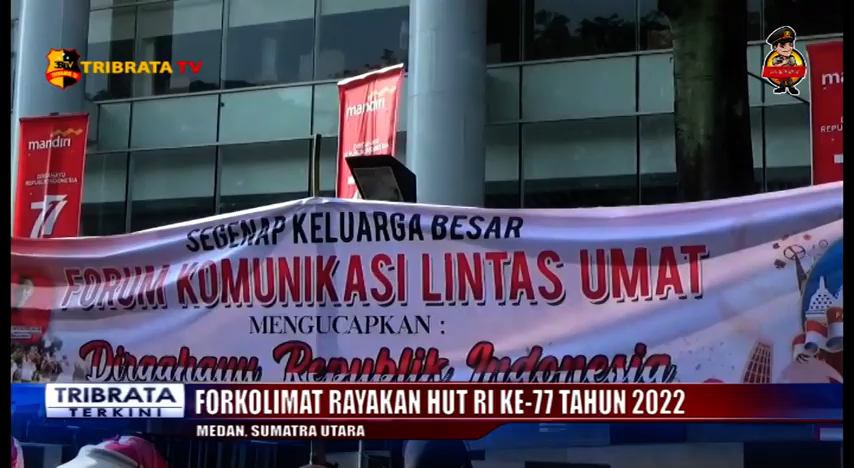 TRIBRATA TV
mandiri
mandiri
DIRGAHAYU
REPUBLIK INDONESIA
77
mandiri
SEGENAP KELUARGA BESAR
FORUM KOMUNIKASI LINTAS UMAT
MENGUCAPKAN :
Dirgahayu Republik Indonesia
TRIBRATA
TERKINI
FORKOLIMAT RAYAKAN HUT RI KE-77 TAHUN 2022
MEDAN, SUMATRA UTARA